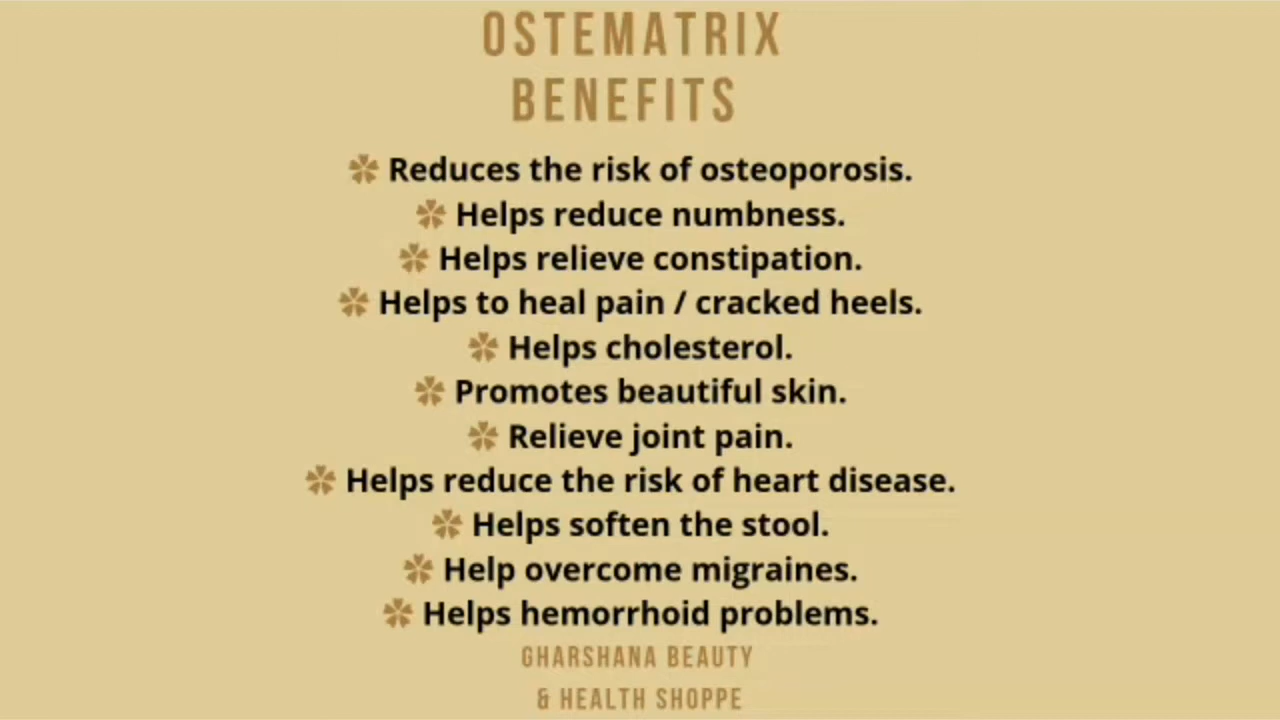 OSTEMATRIX
BENEFITS
Reduces the risk of osteoporosis.
Helps reduce numbness.
Helps relieve constipation.
Helps to heal pain / cracked heels.
Helps cholesterol.
Promotes beautiful skin.
Relieve joint pain.
Helps reduce the risk of heart disease.
Helps soften the stool.
Help overcome migraines.
Helps hemorrhoid problems.
GHARSHANA BEAUTY
& HEALTH SHOPPE